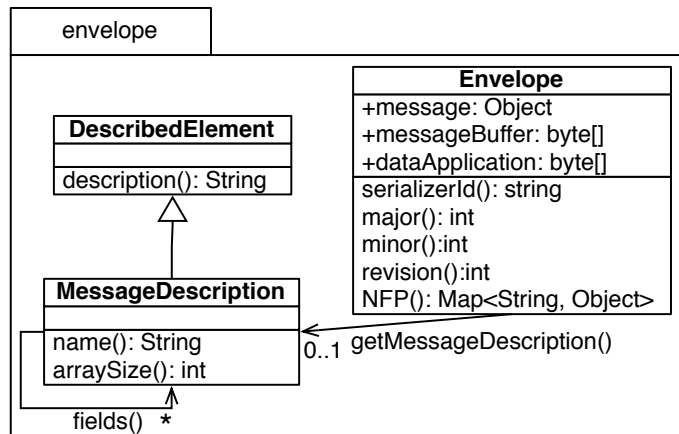 envelope
Envelope
+message: Object
+messageBuffer: byte[]
+dataApplication: byte[]
serializerId(): string
major(): int
minor():int
revision():int
NFP(): Map<String, Object>
DescribedElement
description(): String
MessageDescription
name(): String
arraySize(): int
0..1 getMessageDescription()
fields() *